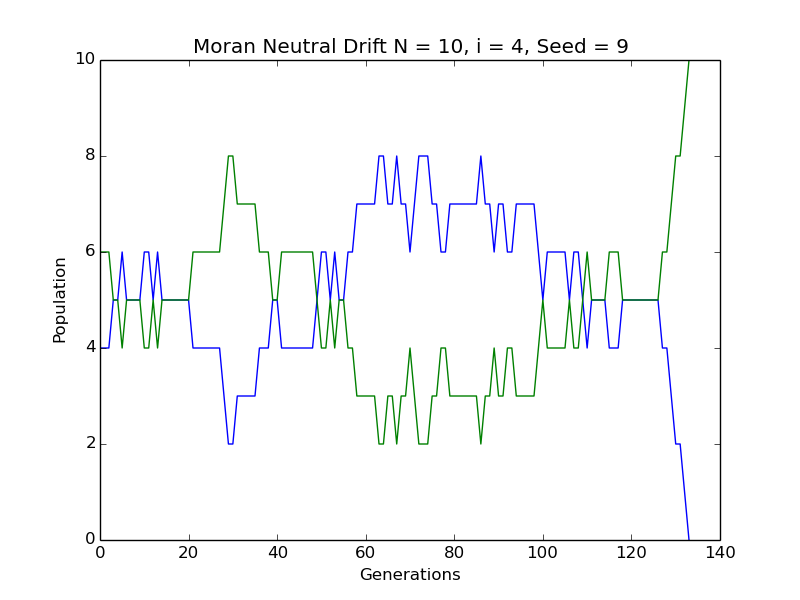 Moran Neutral Drift N = 10, i = 4, Seed = 9
10
8
6
4
2
0
Population
0 20 40 60 80 100 120 140
Generations